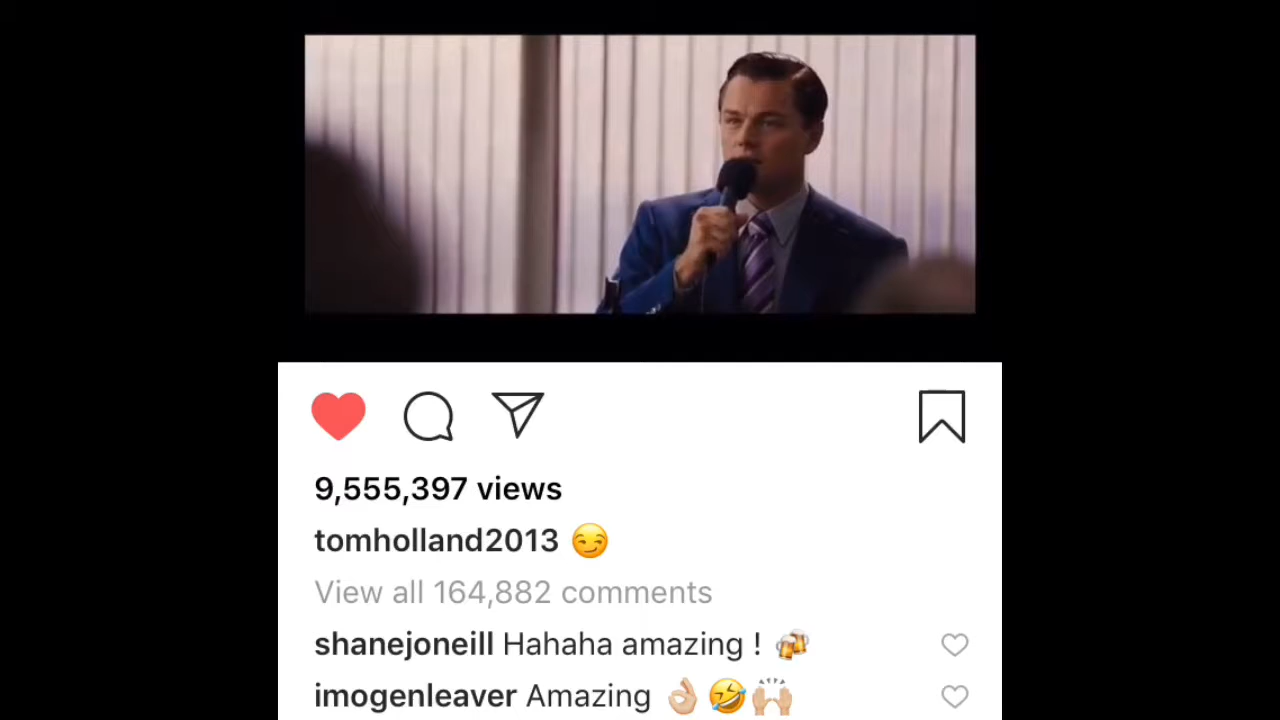 9,555,397 views
tomholland2013 😏
View all 164,882 comments
shanejoneill Hahaha amazing ! 🍻
imogenleaver Amazing 👌🏼🤣🙌🏼